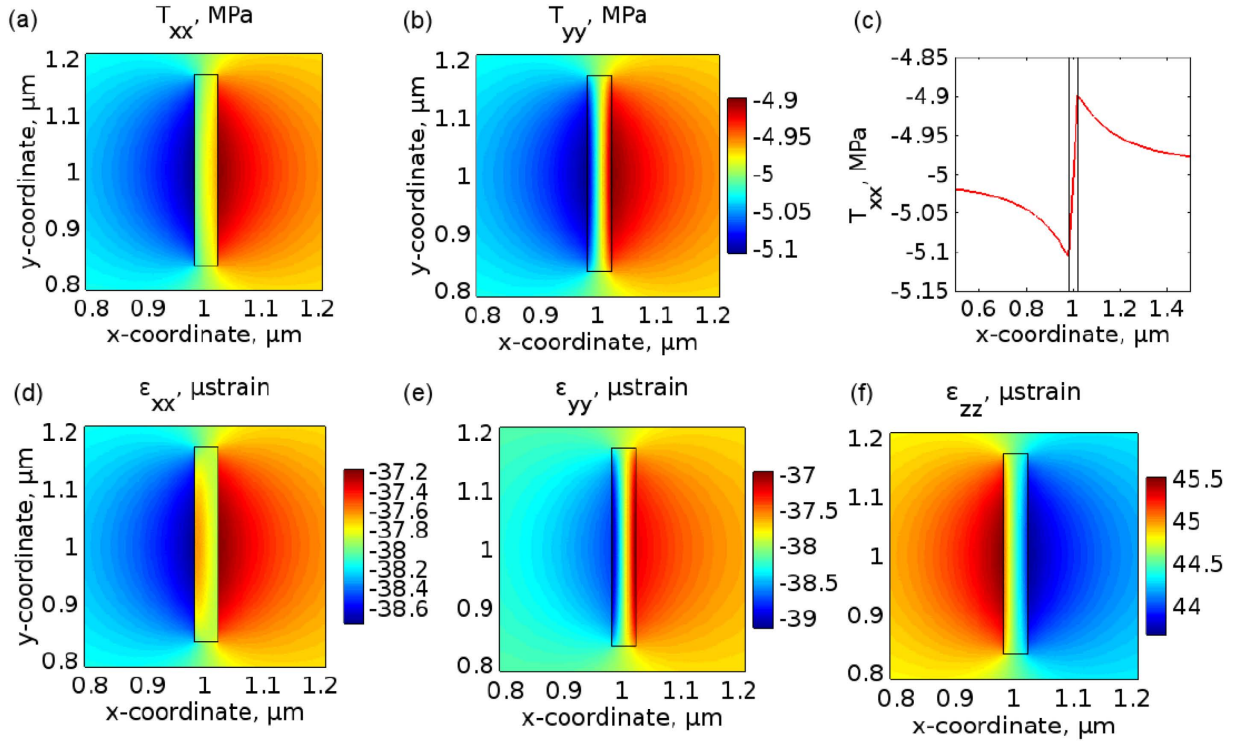 (a)
T_xx, MPa
1.2
1.1
1
0.9
0.8
y-coordinate, μm
0.8 0.9 1 1.1 1.2
x-coordinate, μm
(b)
T_yy, MPa
1.2
1.1
1
0.9
0.8
y-coordinate, μm
0.8 0.9 1 1.1 1.2
x-coordinate, μm
-4.9
-4.95
-5
-5.05
-5.1
(c)
-4.85
-4.9
-4.95
-5
-5.05
-5.1
-5.15
T_xx, MPa
0.6 0.8 1 1.2 1.4
x-coordinate, μm
(d)
ε_xx, μstrain
1.2
1.1
1
0.9
0.8
y-coordinate, μm
0.8 0.9 1 1.1 1.2
x-coordinate, μm
-37.2
-37.4
-37.6
-37.8
-38
-38.2
-38.4
-38.6
(e)
ε_yy, μstrain
1.2
1.1
1
0.9
0.8
0.8 0.9 1 1.1 1.2
x-coordinate, μm
-37
-37.5
-38
-38.5
-39
(f)
ε_zz, μstrain
1.2
1.1
1
0.9
0.8
0.8 0.9 1 1.1 1.2
x-coordinate, μm
45.5
45
44.5
44